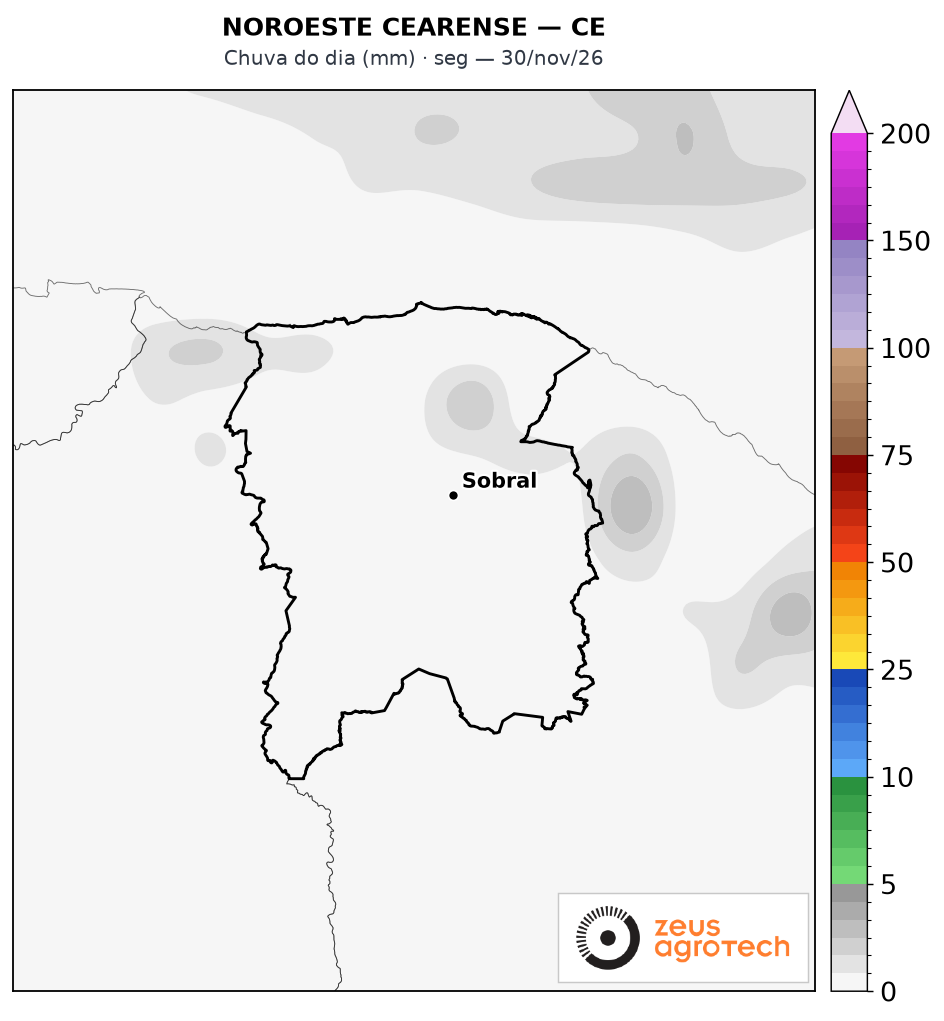 NOROESTE CEARENSE — CE
Chuva do dia (mm) · seg — 30/nov/26
200
150
100
75
50
25
10
5
0
Sobral
zeus
agrotech